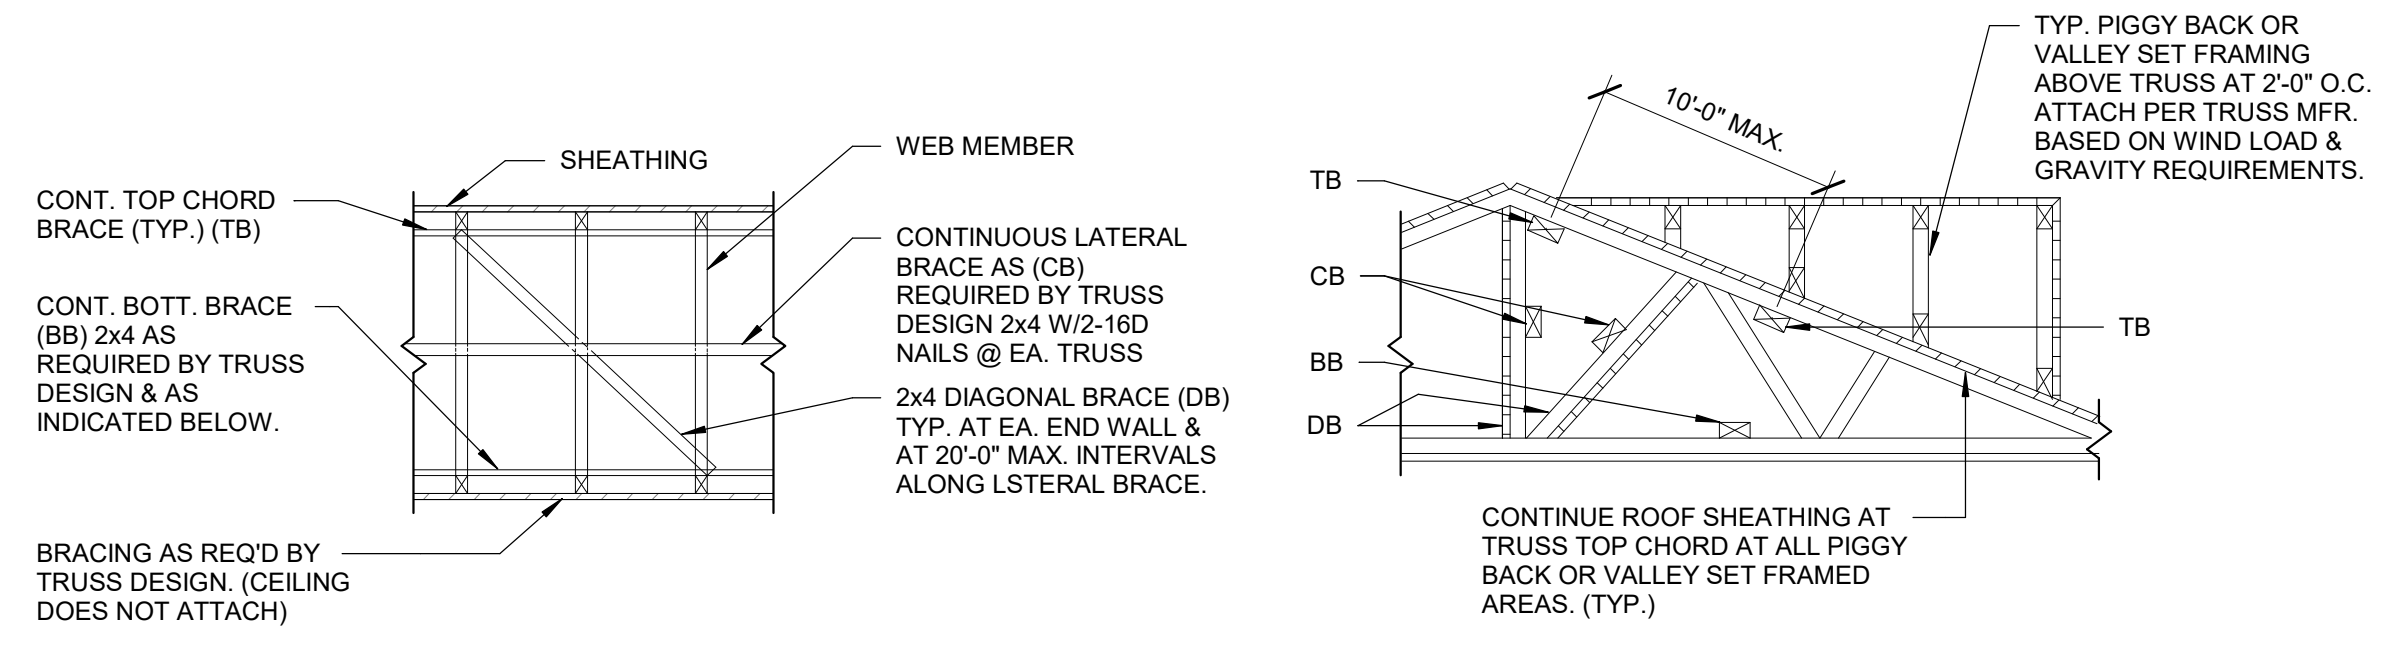 SHEATHING
CONT. TOP CHORD
BRACE (TYP.) (TB)
CONT. BOTT. BRACE
(BB) 2x4 AS
REQUIRED BY TRUSS
DESIGN & AS
INDICATED BELOW.
BRACING AS REQ'D BY
TRUSS DESIGN. (CEILING
DOES NOT ATTACH)
WEB MEMBER
CONTINUOUS LATERAL
BRACE AS (CB)
REQUIRED BY TRUSS
DESIGN 2x4 W/2-16D
NAILS @ EA. TRUSS
2x4 DIAGONAL BRACE (DB)
TYP. AT EA. END WALL &
AT 20'-0" MAX. INTERVALS
ALONG LSTERAL BRACE.
TB
CB
BB
DB
10'-0" MAX.
TYP. PIGGY BACK OR
VALLEY SET FRAMING
ABOVE TRUSS AT 2'-0" O.C.
ATTACH PER TRUSS MFR.
BASED ON WIND LOAD &
GRAVITY REQUIREMENTS.
TB
CONTINUE ROOF SHEATHING AT
TRUSS TOP CHORD AT ALL PIGGY
BACK OR VALLEY SET FRAMED
AREAS. (TYP.)